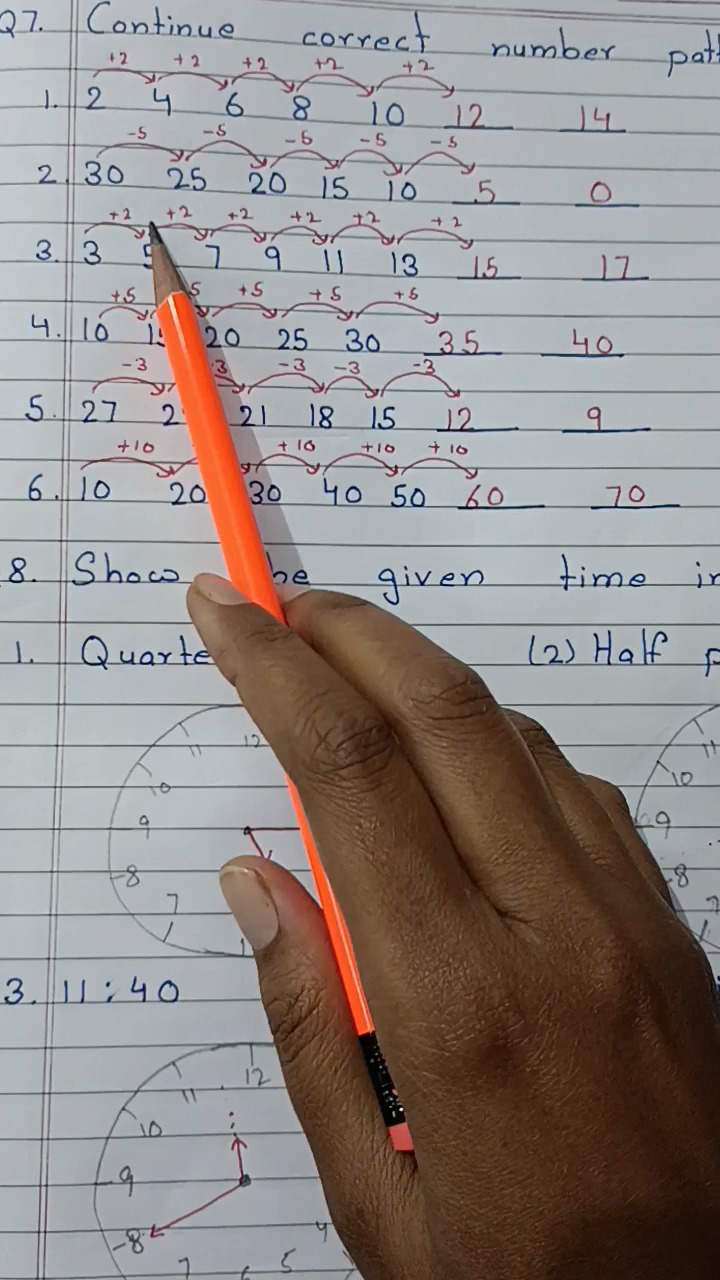 Q7. Continue correct number
+2 +2 +2 +2 +2
1. 2 4 6 8 10 12 14
-5 -5 -5 -5 -5
2. 30 25 20 15 10 5 0
+2 +2 +2 +2 +2 +2
3. 3 5 7 9 11 13 15 17
+5 5 +5 +5 +5
4. 10 20 25 30 35 40
-3 3 -3 -3 -3
5. 27 21 18 15 12 9
+10 +10 +10 +10
6. 10 20 30 40 50 60 70
8. Show given time
1. (2) Half
12 11 10 9 8 7
11 10 9 8 7
3. 11:40
12 11 10 9 8 7 6 5 4